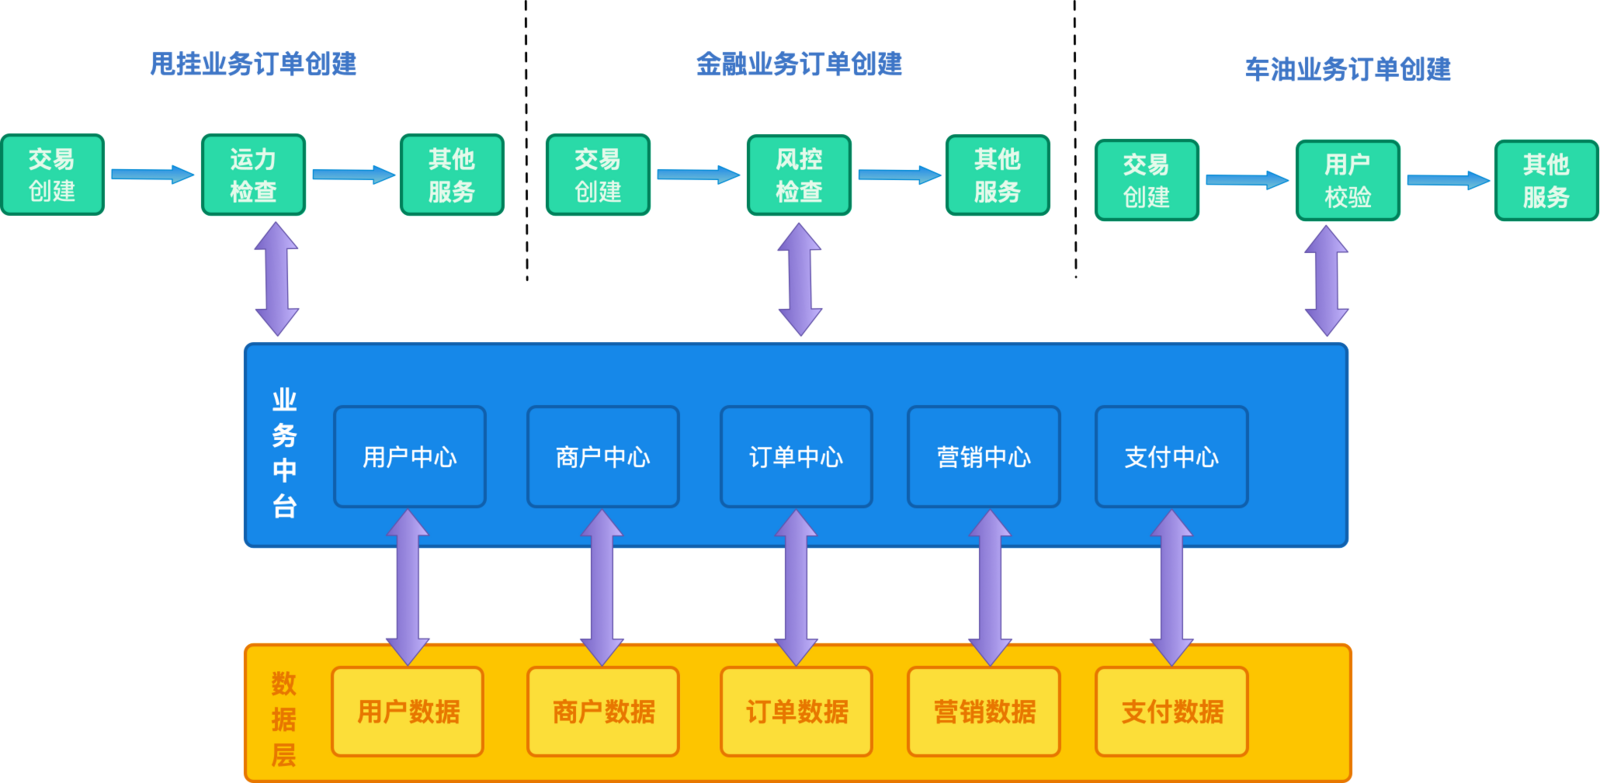 甩挂业务订单创建
金融业务订单创建
车油业务订单创建
交易
创建
运力
检查
其他
服务
交易
创建
风控
检查
其他
服务
交易
创建
用户
校验
其他
服务
业
务
中
台
用户中心
商户中心
订单中心
营销中心
支付中心
数
据
层
用户数据
商户数据
订单数据
营销数据
支付数据